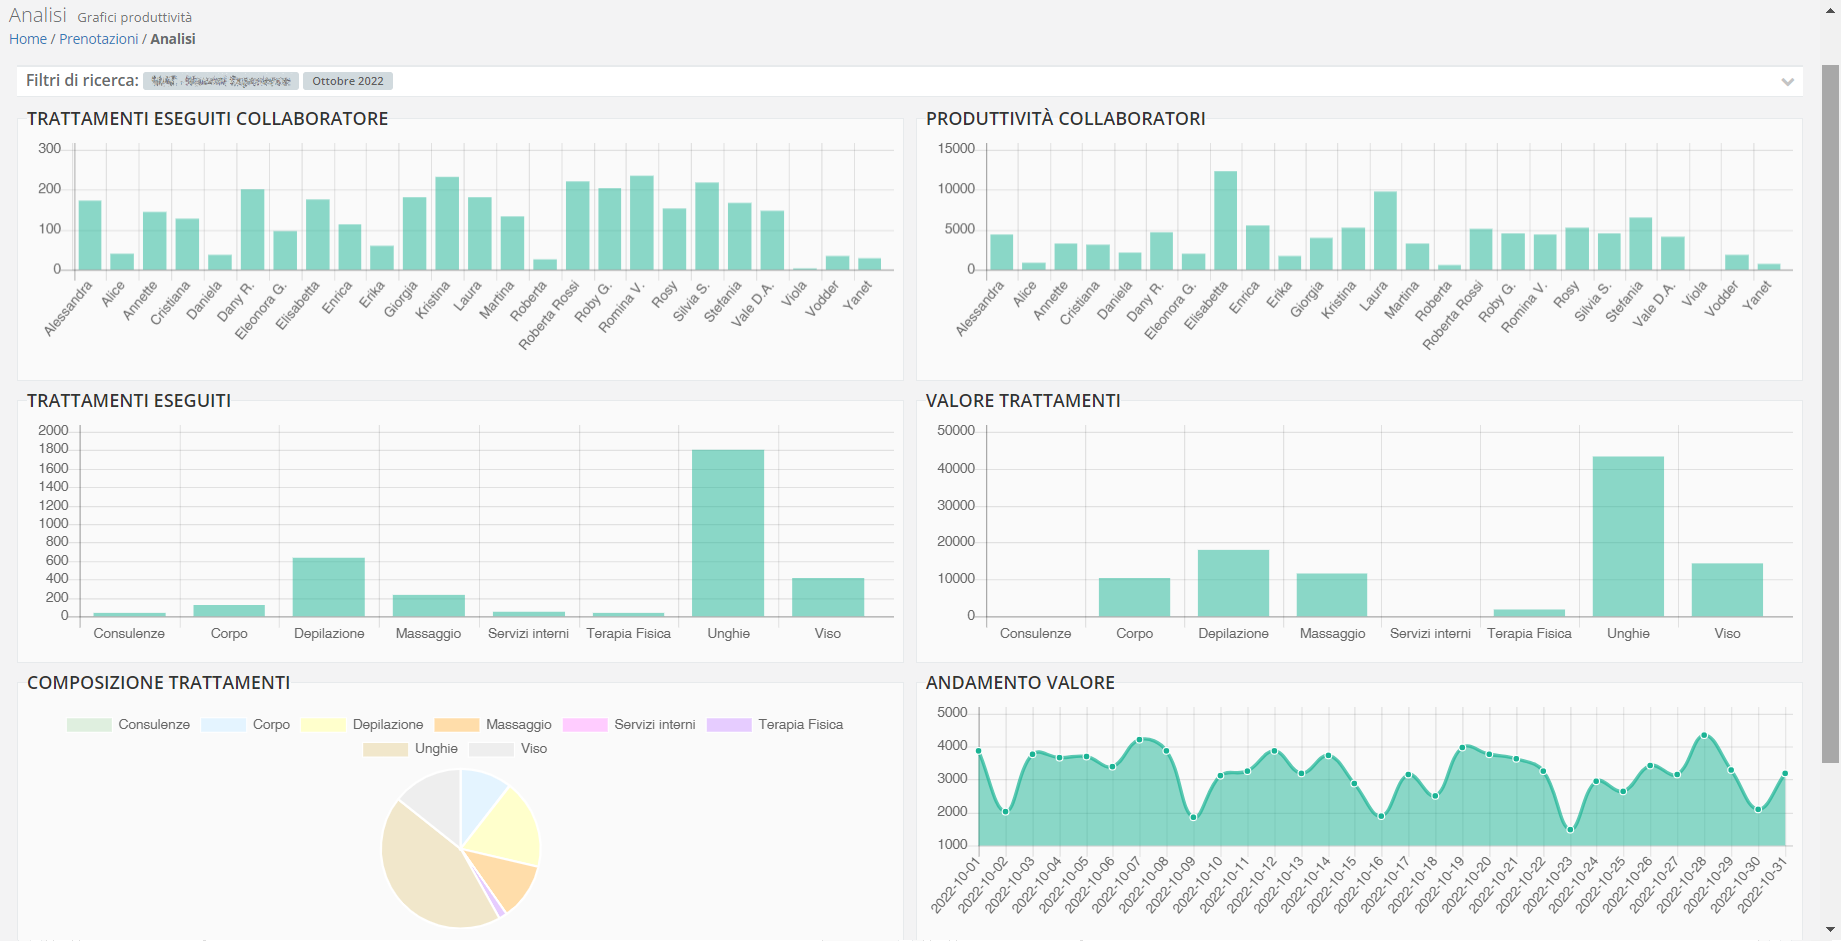 Analisi Grafici produttività
Home / Prenotazioni / Analisi
Filtri di ricerca: Ottobre 2022
TRATTAMENTI ESEGUITI COLLABORATORE
300
200
100
0
Alessandra Alice Annette Cristiana Daniela Dany R. Eleonora G. Elisabetta Enrica Erika Giorgia Kristina Laura Martina Roberta Roberta Rossi Roby G. Romina V. Rosy Silvia S. Stefania Vale D.A. Viola Vodder Yanet
PRODUTTIVITÀ COLLABORATORI
15000
10000
5000
0
Alessandra Alice Annette Cristiana Daniela Dany R. Eleonora G. Elisabetta Enrica Erika Giorgia Kristina Laura Martina Roberta Roberta Rossi Roby G. Romina V. Rosy Silvia S. Stefania Vale D.A. Viola Vodder Yanet
TRATTAMENTI ESEGUITI
2000
1800
1600
1400
1200
1000
800
600
400
200
0
Consulenze Corpo Depilazione Massaggio Servizi interni Terapia Fisica Unghie Viso
VALORE TRATTAMENTI
50000
40000
30000
20000
10000
0
Consulenze Corpo Depilazione Massaggio Servizi interni Terapia Fisica Unghie Viso
COMPOSIZIONE TRATTAMENTI
Consulenze Corpo Depilazione Massaggio Servizi interni Terapia Fisica
Unghie Viso
ANDAMENTO VALORE
5000
4000
3000
2000
1000
2022-10-01 2022-10-02 2022-10-03 2022-10-04 2022-10-05 2022-10-06 2022-10-07 2022-10-08 2022-10-09 2022-10-10 2022-10-11 2022-10-12 2022-10-13 2022-10-14 2022-10-15 2022-10-16 2022-10-17 2022-10-18 2022-10-19 2022-10-20 2022-10-21 2022-10-22 2022-10-23 2022-10-24 2022-10-25 2022-10-26 2022-10-27 2022-10-28 2022-10-29 2022-10-30 2022-10-31